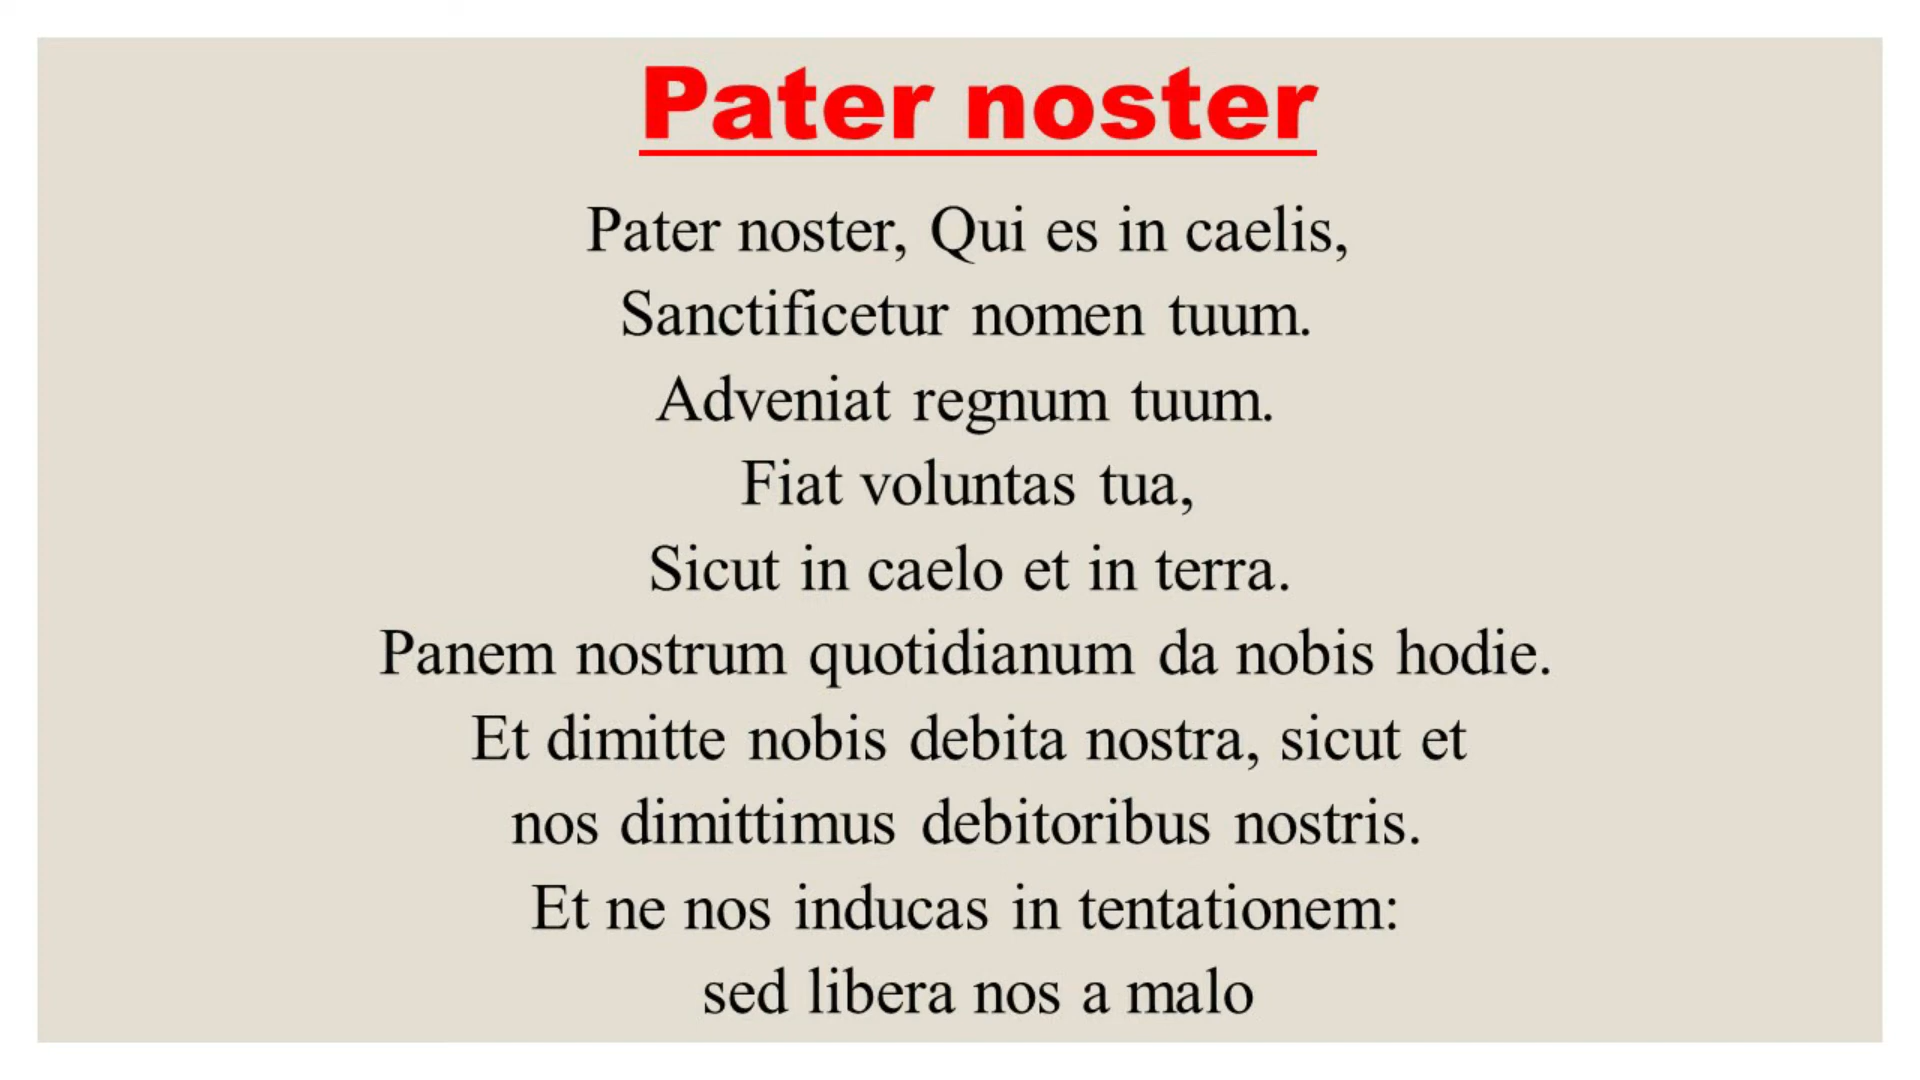 Pater noster
Pater noster, Qui es in caelis,
Sanctificetur nomen tuum.
Adveniat regnum tuum.
Fiat voluntas tua,
Sicut in caelo et in terra.
Panem nostrum quotidianum da nobis hodie.
Et dimitte nobis debita nostra, sicut et
nos dimittimus debitoribus nostris.
Et ne nos inducas in tentationem:
sed libera nos a malo